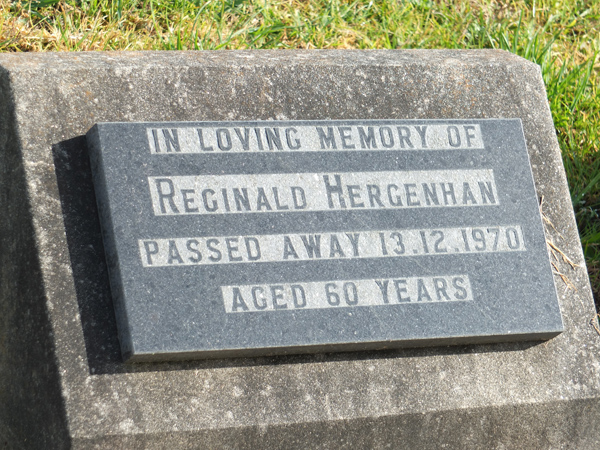 IN LOVING MEMORY OF
REGINALD HERGENHAN
PASSED AWAY 13.12.1970
AGED 60 YEARS